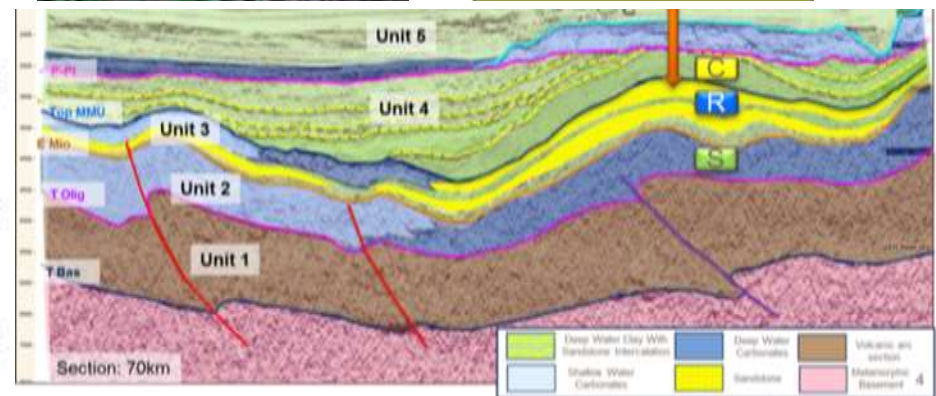 Unit 5
P-Pl
C
Unit 4
R
Top MMU
Unit 3
E Mio
S
Unit 2
T Olig
Unit 1
T Bas
Deep Water Clay With
Sandstone Intercalation
Deep Water
Carbonates
Volcanic arc
section
Shallow Water
Carbonates
Sandstone
Metamorphic
Basement
4
Section: 70km